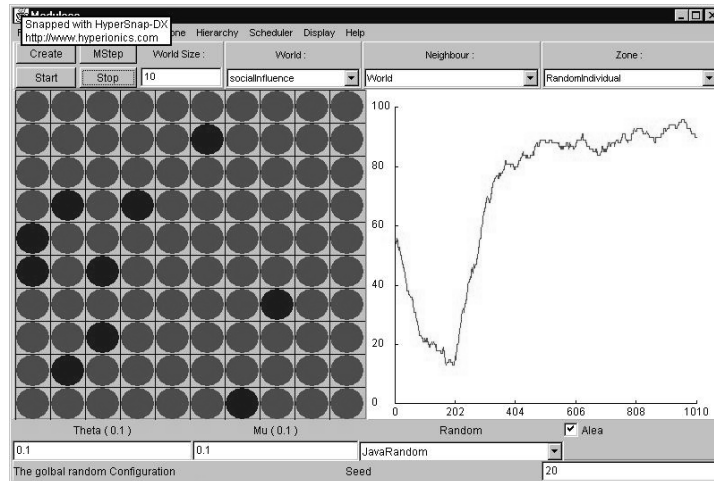 Snapped with HyperSnap-DX
http://www.hyperionics.com
Hierarchy Scheduler Display Help
Create MStep World Size : World : Neighbour : Zone :
Start Stop 10 socialInfluence World RandomIndividual
100
80
60
40
20
0
0 202 404 606 808 1010
Theta ( 0.1 ) Mu ( 0.1 ) Random Alea
0.1 0.1 JavaRandom
The golbal random Configuration Seed 20